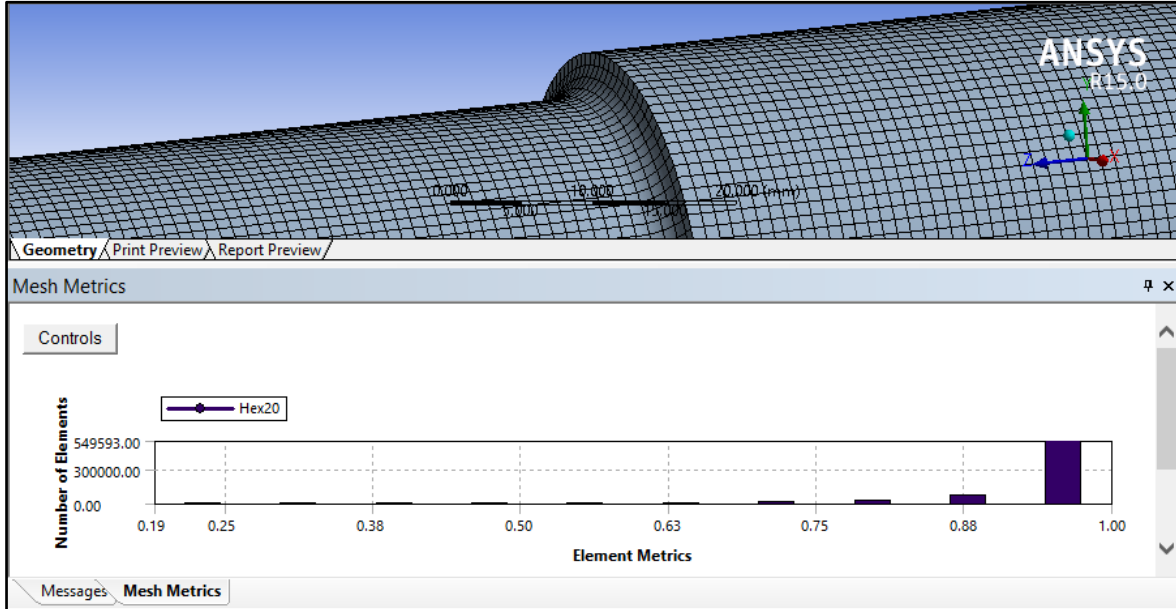 ANSYS
R15.0
Y
Z
X
0.000 10.000 20.000 (mm)
5.000 15.000
Geometry Print Preview Report Preview
Mesh Metrics
Controls
Hex20
Number of Elements
549593.00
300000.00
0.00
0.19 0.25 0.38 0.50 0.63 0.75 0.88 1.00
Element Metrics
Messages Mesh Metrics